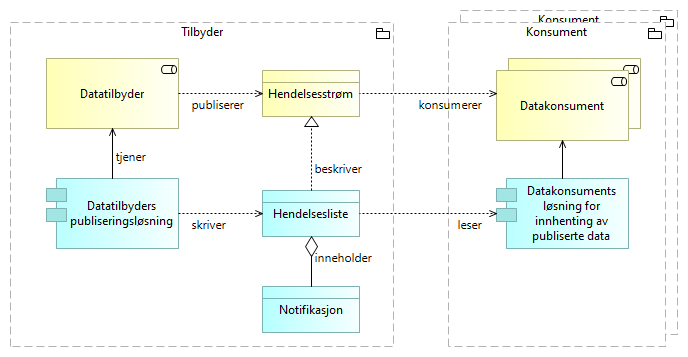 Konsument
Tilbyder
Konsument
Datatilbyder
publiserer
Hendelsesstrøm
konsumerer
Datakonsument
tjener
beskriver
Datatilbyders
publiseringsløsning
skriver
Hendelsesliste
leser
Datakonsuments
løsning for
innhenting av
publiserte data
inneholder
Notifikasjon